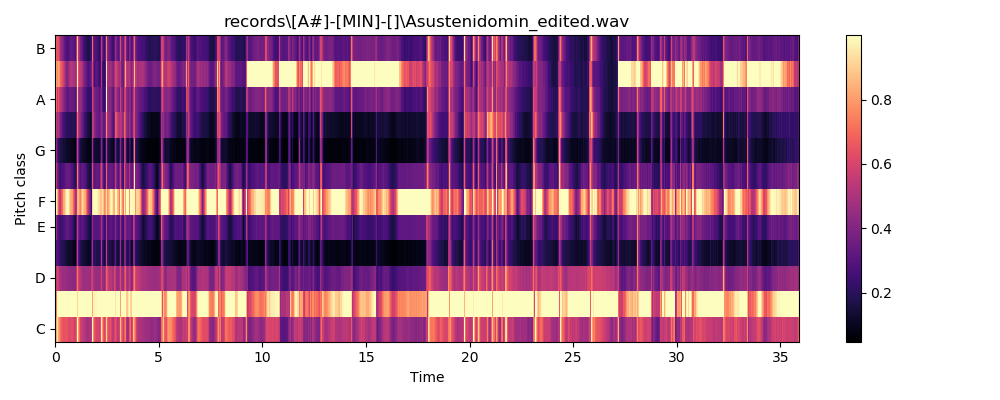 records\[A#]-[MIN]-[]\Asustenidomin_edited.wav
Pitch class
B
A
G
F
E
D
C
0 5 10 15 20 25 30 35
Time
0.8
0.6
0.4
0.2